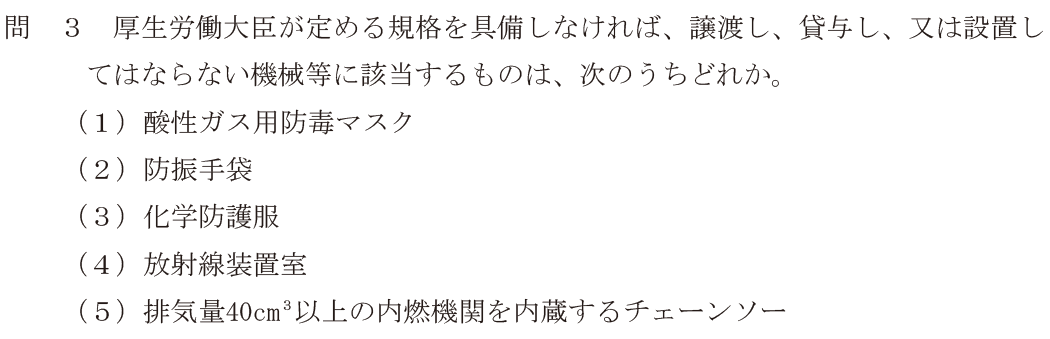 問　３　厚生労働大臣が定める規格を具備しなければ、譲渡し、貸与し、又は設置し
てはならない機械等に該当するものは、次のうちどれか。
（１）酸性ガス用防毒マスク
（２）防振手袋
（３）化学防護服
（４）放射線装置室
（５）排気量40cm³以上の内燃機関を内蔵するチェーンソー